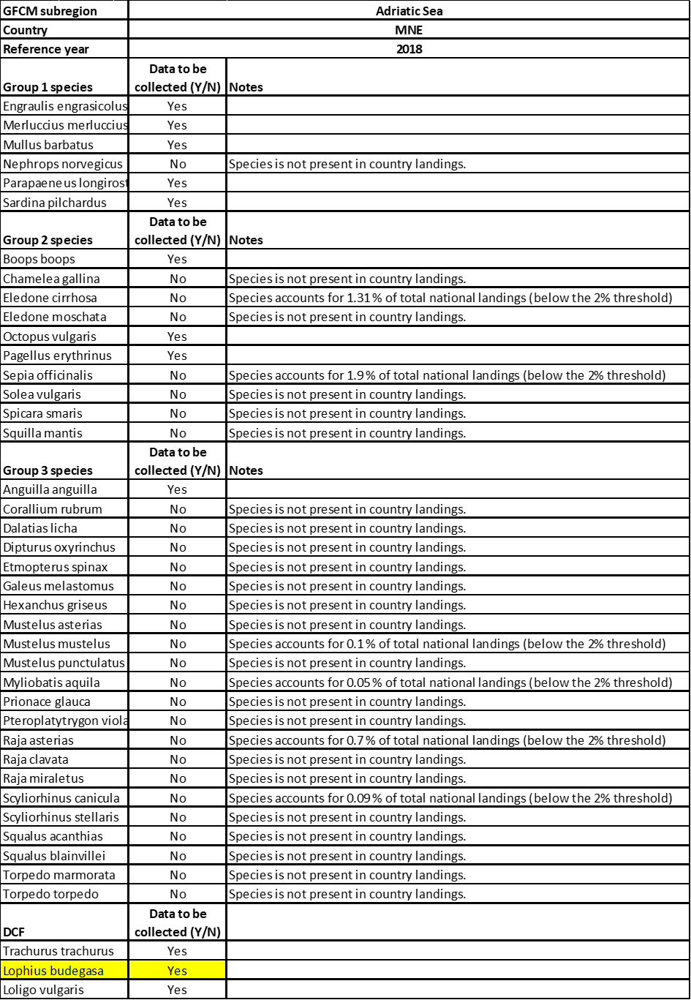 GFCM subregion Adriatic Sea
Country MNE
Reference year 2018
Group 1 species Data to be collected (Y/N) Notes
Engraulis engrasicolus Yes
Merluccius merluccius Yes
Mullus barbatus Yes
Nephrops norvegicus No Species is not present in country landings.
Parapaeneus longirost Yes
Sardina pilchardus Yes
Group 2 species Data to be collected (Y/N) Notes
Boops boops Yes
Chamelea gallina No Species is not present in country landings.
Eledone cirrhosa No Species accounts for 1.31% of total national landings (below the 2% threshold)
Eledone moschata No Species is not present in country landings.
Octopus vulgaris Yes
Pagellus erythrinus Yes
Sepia officinalis No Species accounts for 1.9% of total national landings (below the 2% threshold)
Solea vulgaris No Species is not present in country landings.
Spicara smaris No Species is not present in country landings.
Squilla mantis No Species is not present in country landings.
Group 3 species Data to be collected (Y/N) Notes
Anguilla anguilla Yes
Corallium rubrum No Species is not present in country landings.
Dalatias licha No Species is not present in country landings.
Dipturus oxyrinchus No Species is not present in country landings.
Etmopterus spinax No Species is not present in country landings.
Galeus melastomus No Species is not present in country landings.
Hexanchus griseus No Species is not present in country landings.
Mustelus asterias No Species is not present in country landings.
Mustelus mustelus No Species accounts for 0.1% of total national landings (below the 2% threshold)
Mustelus punctulatus No Species is not present in country landings.
Myliobatis aquila No Species accounts for 0.05% of total national landings (below the 2% threshold)
Prionace glauca No Species is not present in country landings.
Pteroplatytrygon viola No Species is not present in country landings.
Raja asterias No Species accounts for 0.7% of total national landings (below the 2% threshold)
Raja clavata No Species is not present in country landings.
Raja miraletus No Species is not present in country landings.
Scyliorhinus canicula No Species accounts for 0.09% of total national landings (below the 2% threshold)
Scyliorhinus stellaris No Species is not present in country landings.
Squalus acanthias No Species is not present in country landings.
Squalus blainvillei No Species is not present in country landings.
Torpedo marmorata No Species is not present in country landings.
Torpedo torpedo No Species is not present in country landings.
DCF Data to be collected (Y/N)
Trachurus trachurus Yes
Lophius budegasa Yes
Loligo vulgaris Yes